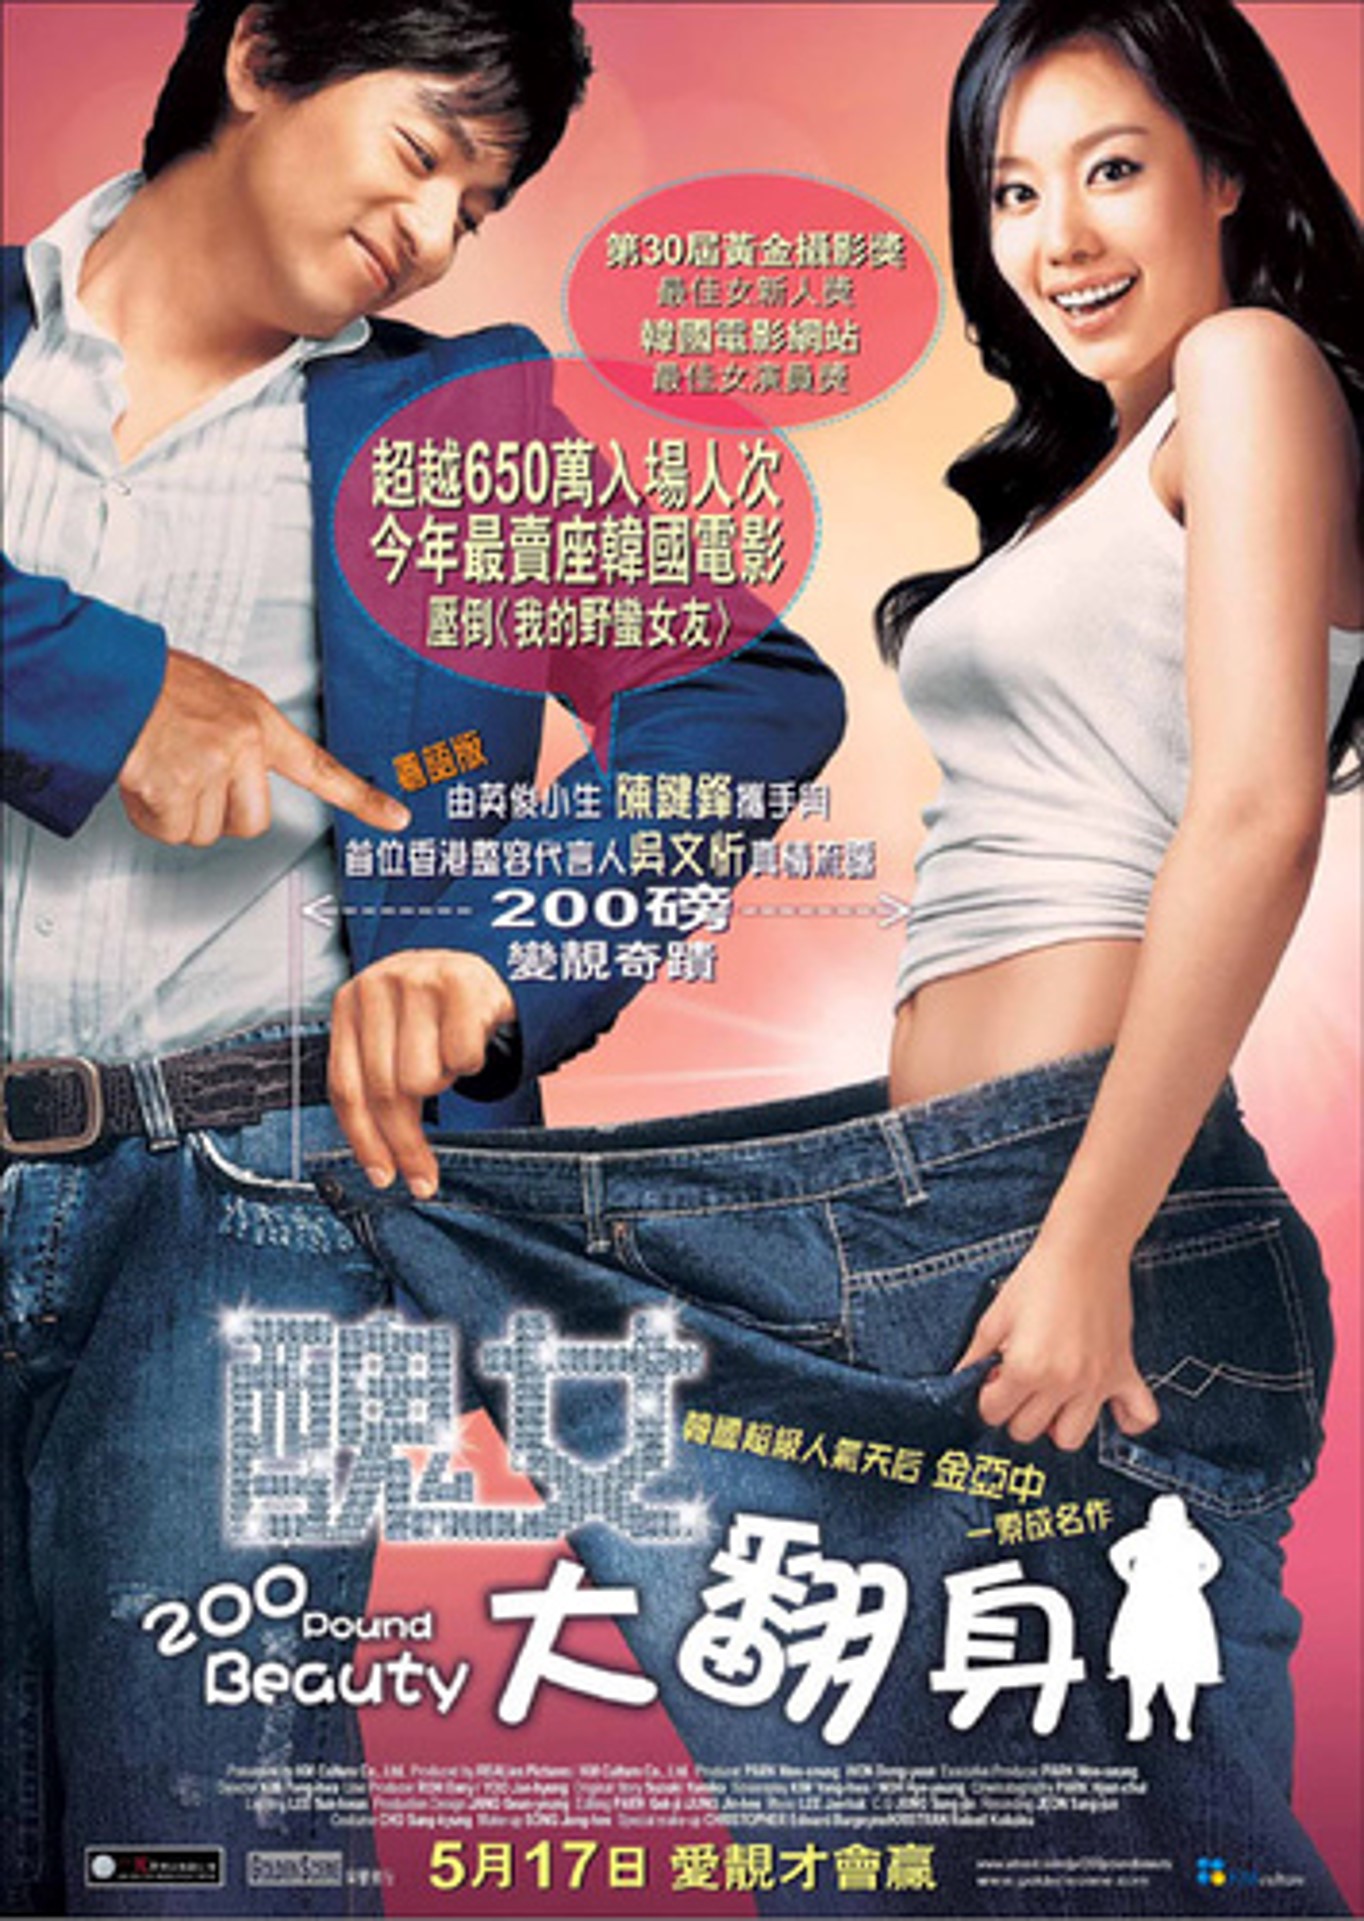 第30屆黃金攝影獎
最佳女新人獎
韓國電影網站
最佳女演員獎
超越650萬入場人次
今年最賣座韓國電影
壓倒〈我的野蠻女友〉
粵語版
由英俊小生 陳鍵鋒攜手與
首位香港整容代言人吳文忻真情流露
200磅
變靚奇蹟
醜女
韓國超級人氣天后 金亞中
一炮成名作
200 Pound
Beauty
大翻身
5月17日 愛靚才會贏